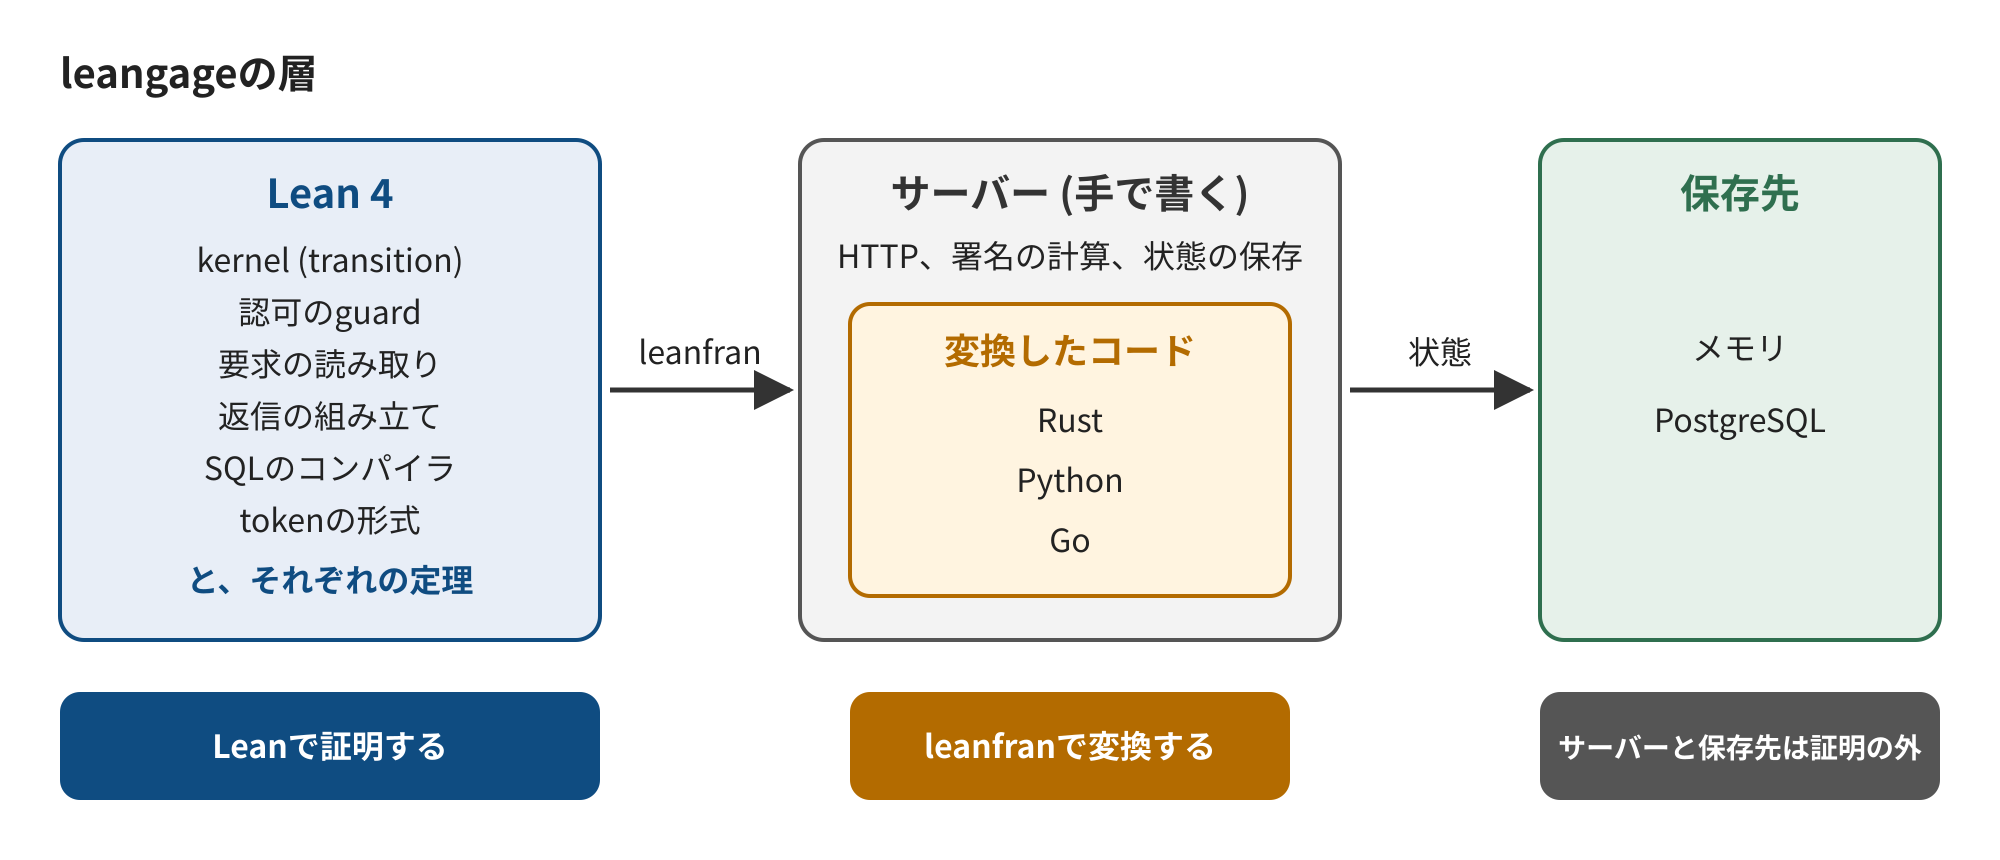 leangageの層
Lean 4
kernel (transition)
認可のguard
要求の読み取り
返信の組み立て
SQLのコンパイラ
tokenの形式
と、それぞれの定理
leanfran
サーバー (手で書く)
HTTP、署名の計算、状態の保存
変換したコード
Rust
Python
Go
状態
保存先
メモリ
PostgreSQL
Leanで証明する
leanfranで変換する
サーバーと保存先は証明の外